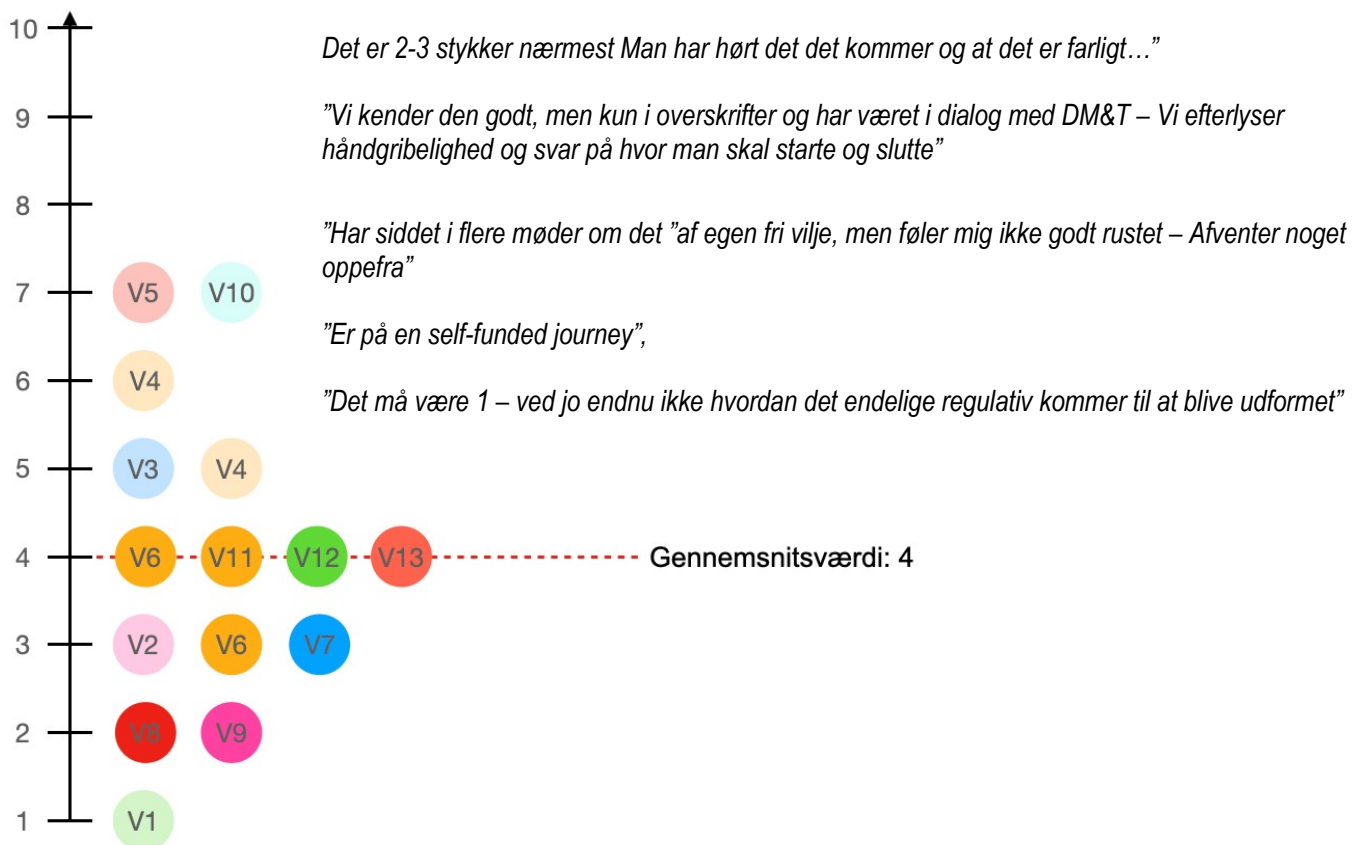 10
Det er 2-3 stykker nærmest Man har hørt det det kommer og at det er farligt…”
9
”Vi kender den godt, men kun i overskrifter og har været i dialog med DM&T – Vi efterlyser
håndgribelighed og svar på hvor man skal starte og slutte”
8
”Har siddet i flere møder om det ”af egen fri vilje, men føler mig ikke godt rustet – Afventer noget
oppefra”
7 V5 V10
”Er på en self-funded journey”,
6 V4
”Det må være 1 – ved jo endnu ikke hvordan det endelige regulativ kommer til at blive udformet”
5 V3 V4
4 V6 V11 V12 V13 Gennemsnitsværdi: 4
3 V2 V6 V7
2 V8 V9
1 V1